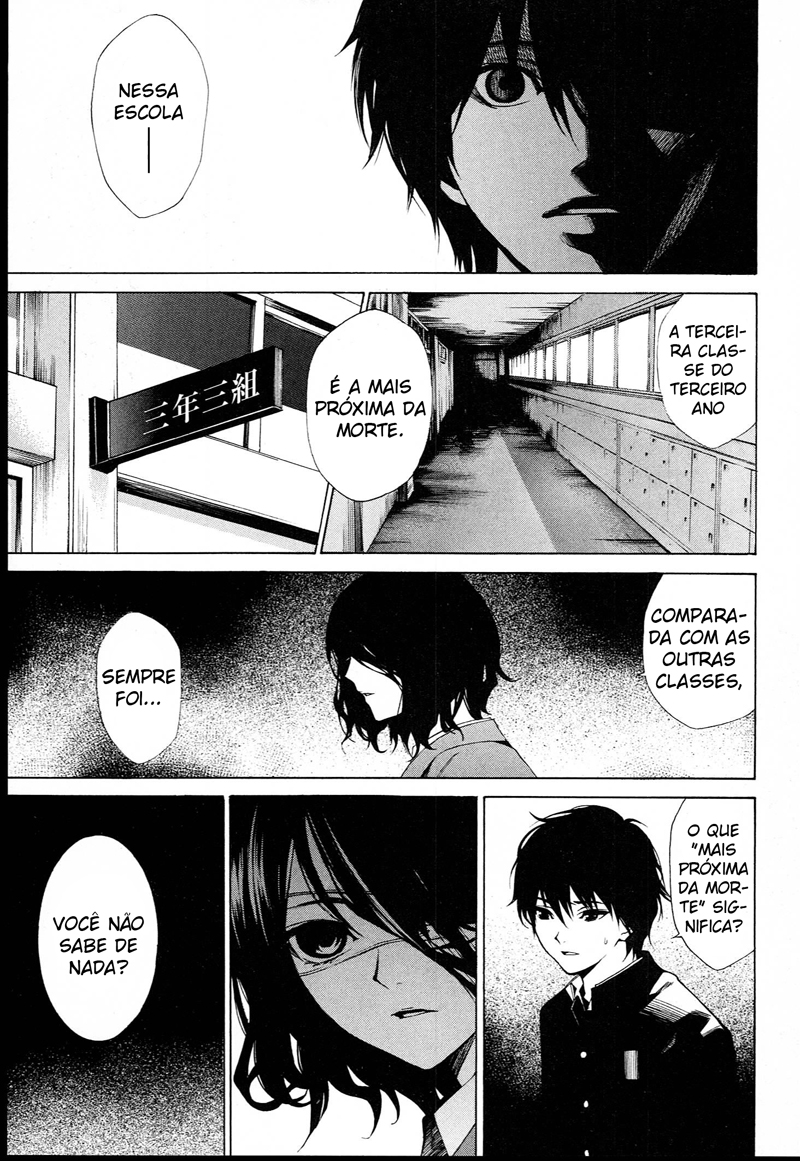 NESSA
ESCOLA
—
A TERCEI-
RA CLAS-
SE DO
TERCEIRO
ANO
É A MAIS
PRÓXIMA DA
MORTE.
三年三組
COMPARA-
DA COM AS
OUTRAS
CLASSES,
SEMPRE
FOI...
O QUE
"MAIS
PRÓXIMA
DA MOR-
TE" SIG-
NIFICA?
VOCÊ NÃO
SABE DE
NADA?